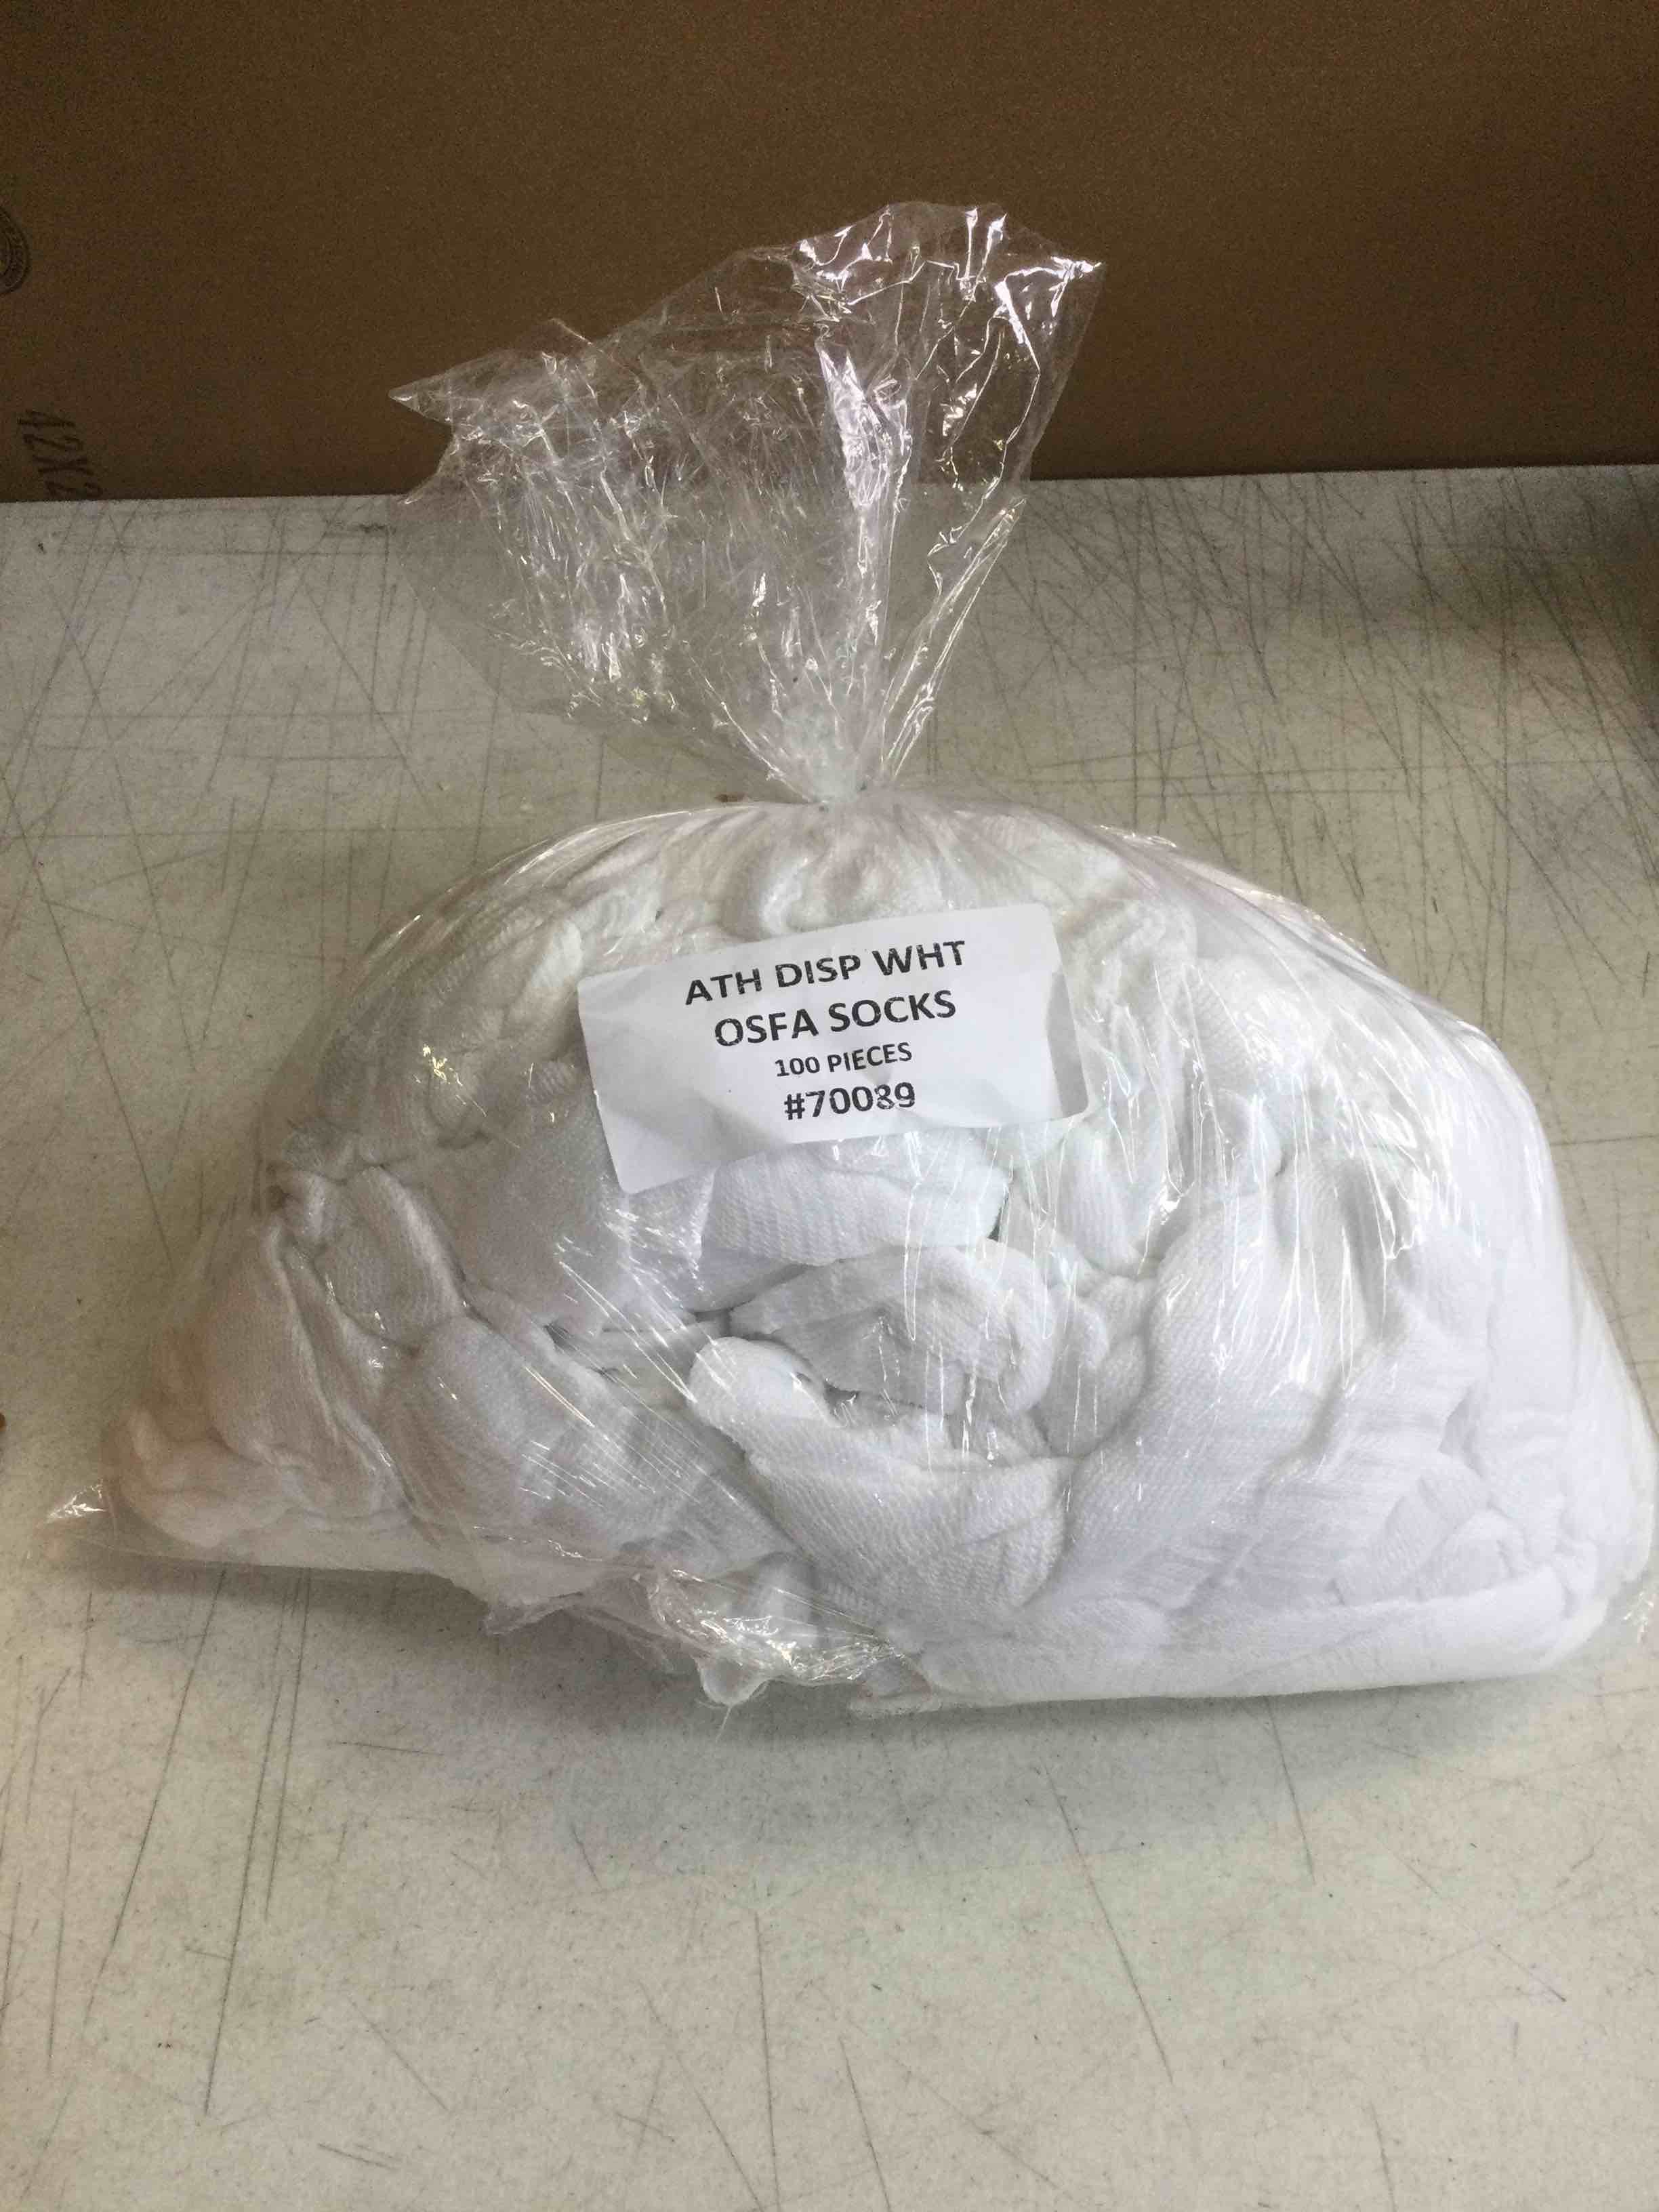 ATH DISP WHT
OSFA SOCKS
100 PIECES
#70089